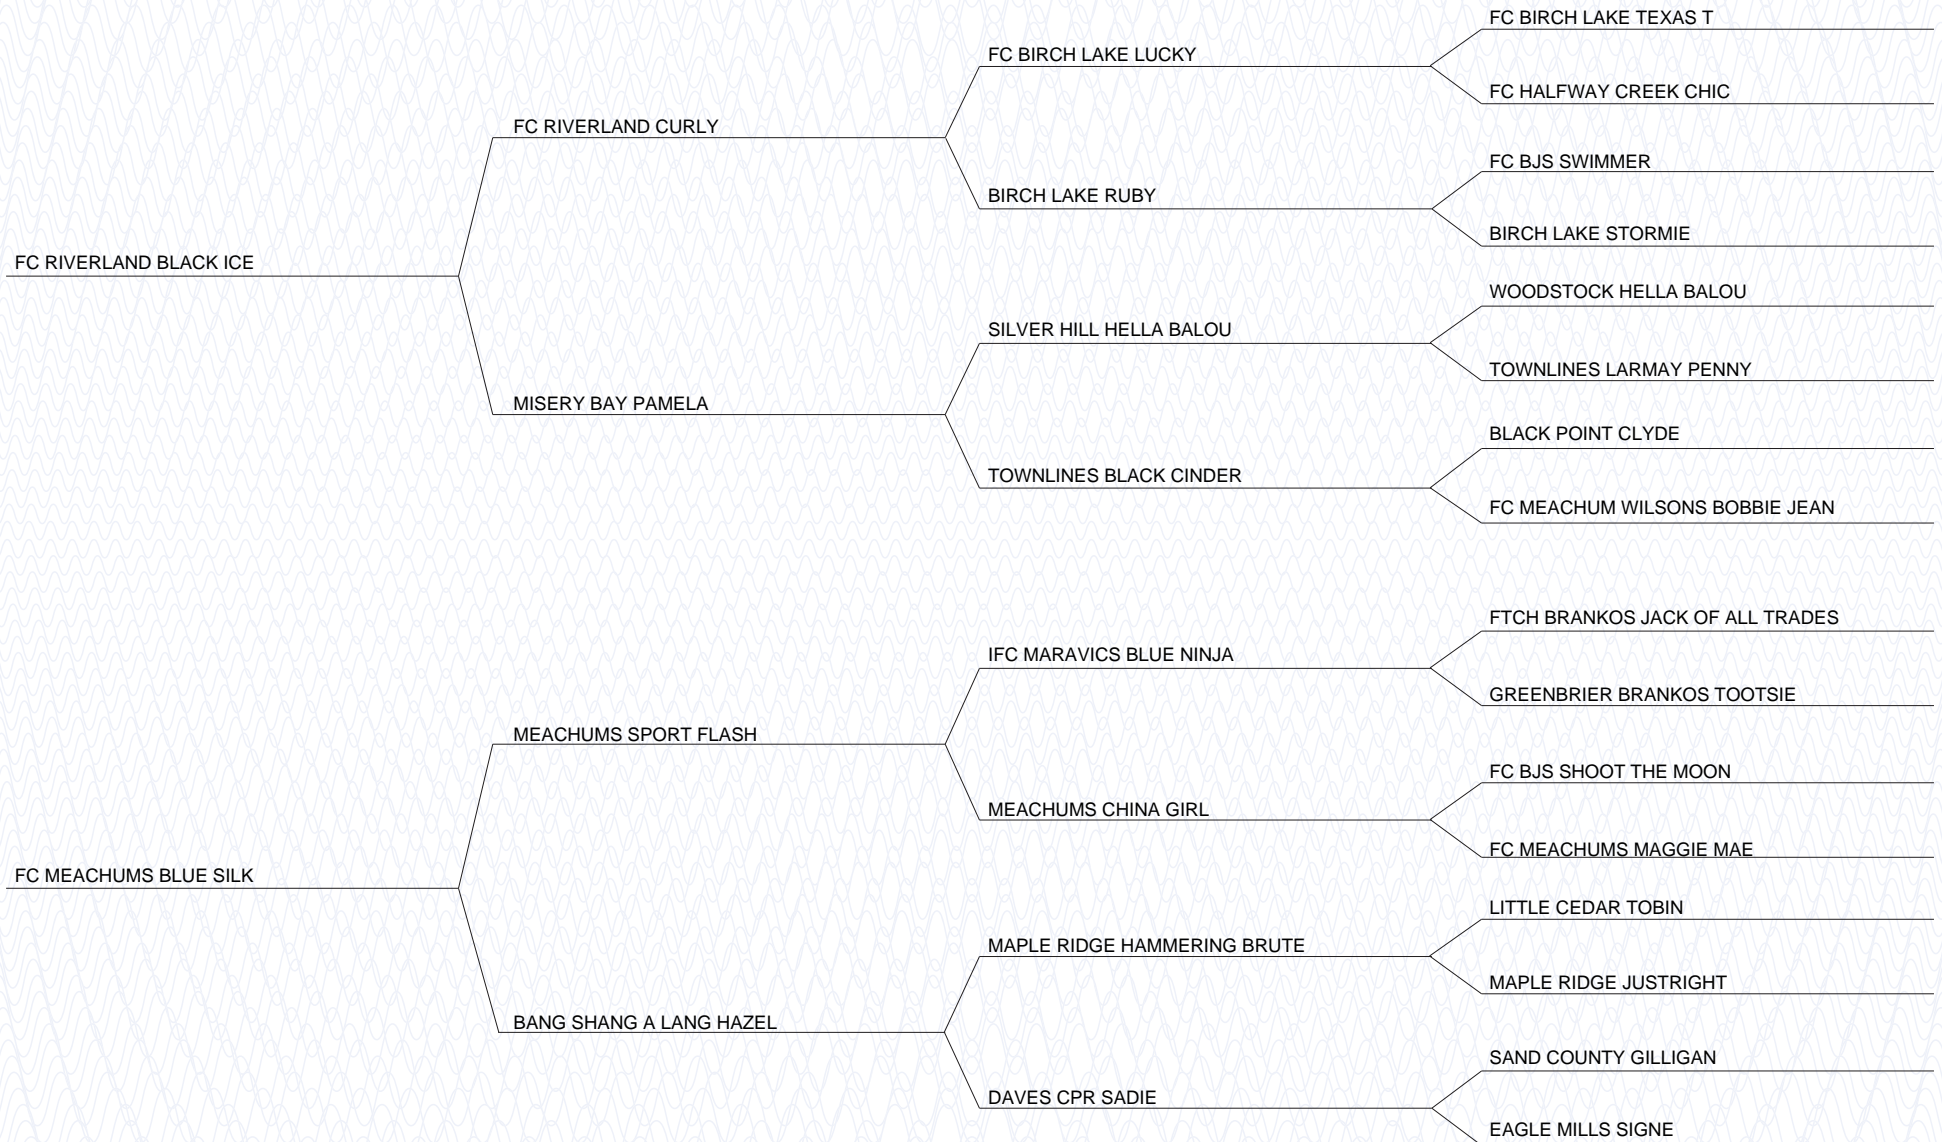 FC BIRCH LAKE TEXAS T
FC BIRCH LAKE LUCKY
FC HALFWAY CREEK CHIC
FC RIVERLAND CURLY
FC BJS SWIMMER
BIRCH LAKE RUBY
BIRCH LAKE STORMIE
FC RIVERLAND BLACK ICE
WOODSTOCK HELLA BALOU
SILVER HILL HELLA BALOU
TOWNLINES LARMAY PENNY
MISERY BAY PAMELA
BLACK POINT CLYDE
TOWNLINES BLACK CINDER
FC MEACHUM WILSONS BOBBIE JEAN
FTCH BRANKOS JACK OF ALL TRADES
IFC MARAVICS BLUE NINJA
GREENBRIER BRANKOS TOOTSIE
MEACHUMS SPORT FLASH
FC BJS SHOOT THE MOON
MEACHUMS CHINA GIRL
FC MEACHUMS MAGGIE MAE
FC MEACHUMS BLUE SILK
LITTLE CEDAR TOBIN
MAPLE RIDGE HAMMERING BRUTE
MAPLE RIDGE JUSTRIGHT
BANG SHANG A LANG HAZEL
SAND COUNTY GILLIGAN
DAVES CPR SADIE
EAGLE MILLS SIGNE